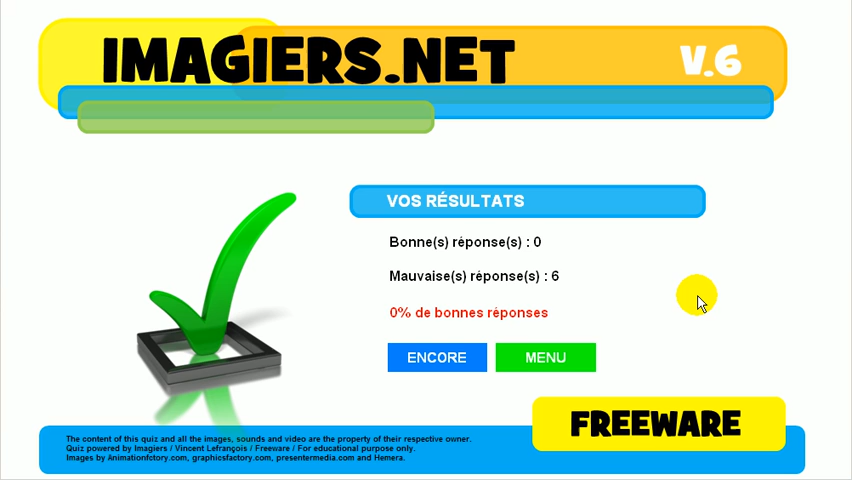 IMAGIERS.NET
V.6
VOS RÉSULTATS
Bonne(s) réponse(s) : 0
Mauvaise(s) réponse(s) : 6
0% de bonnes réponses
ENCORE
MENU
FREEWARE
The content of this quiz and all the images, sounds and video are the property of their respective owner.
Quiz powered by Imagiers / Vincent Lefrançois / Freeware / For educational purpose only.
Images by Animationfctory.com, graphicsfactory.com, presentermedia.com and Hemera.